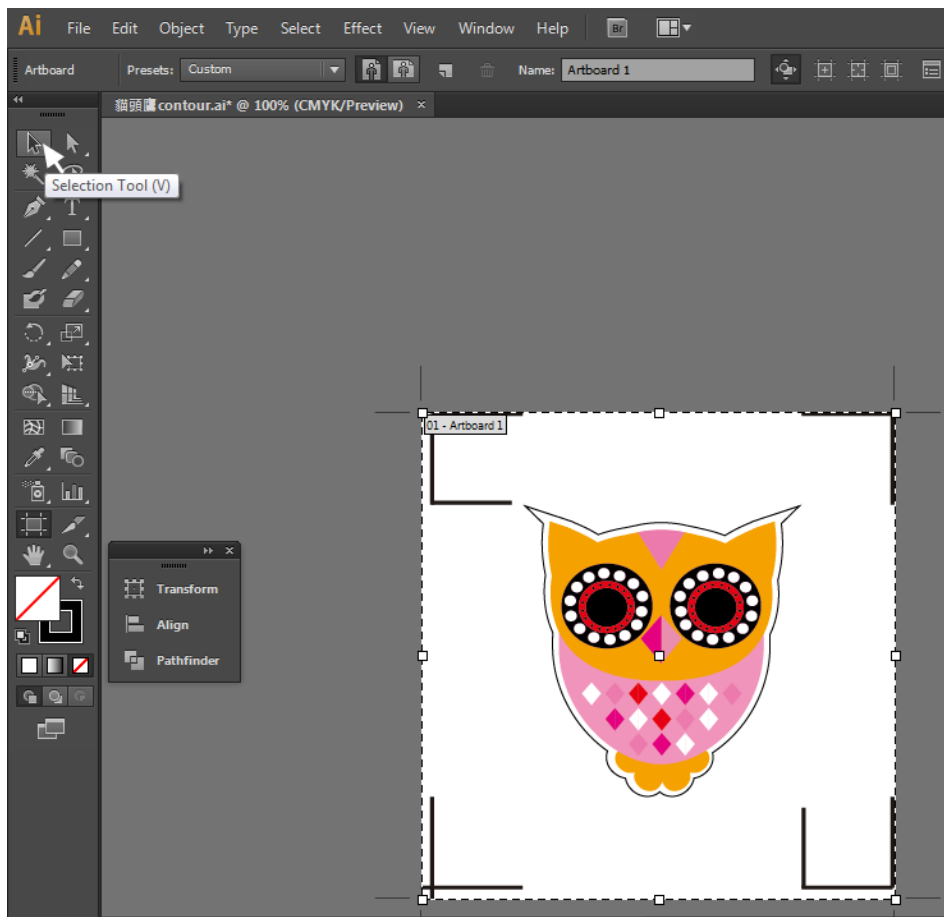 Ai File Edit Object Type Select Effect View Window Help Br
Artboard Presets: Custom Name: Artboard 1
貓頭鷹contour.ai* @ 100% (CMYK/Preview) ×
Selection Tool (V)
T
01 - Artboard 1
Transform
Align
Pathfinder